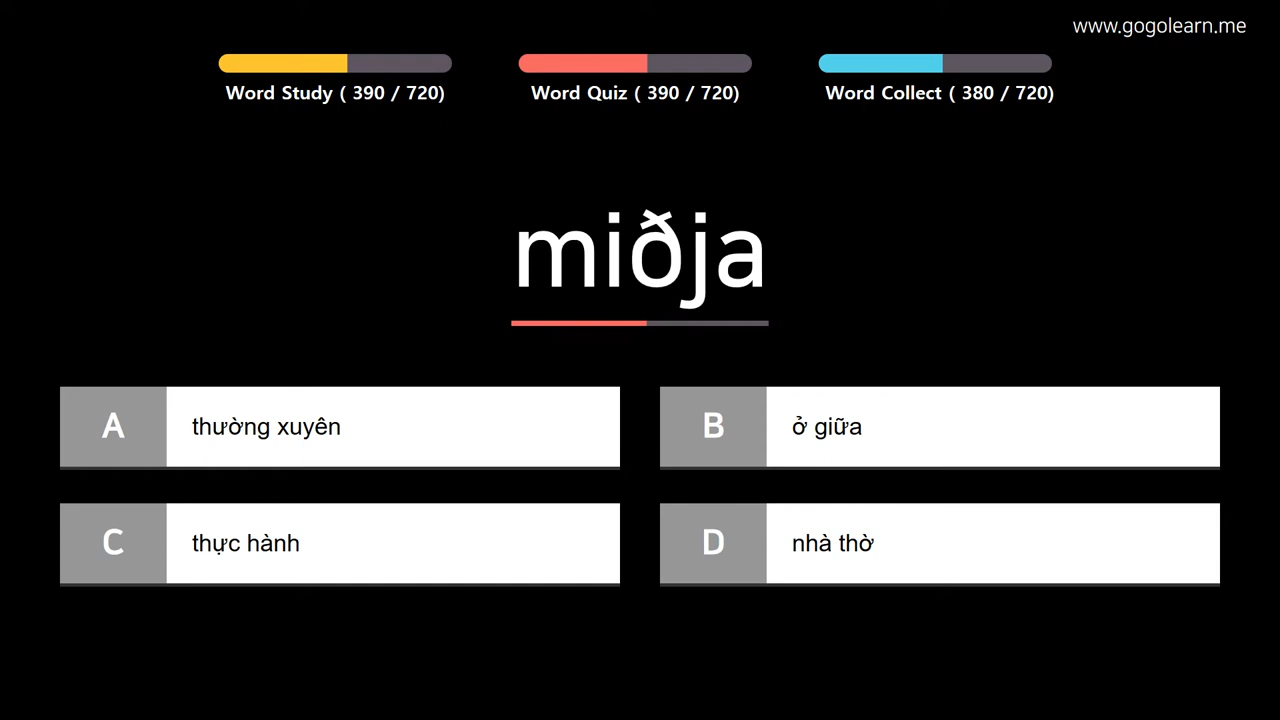 www.gogolearn.me
Word Study ( 390 / 720)
Word Quiz ( 390 / 720)
Word Collect ( 380 / 720)
miðja
A
thường xuyên
B
ở giữa
C
thực hành
D
nhà thờ